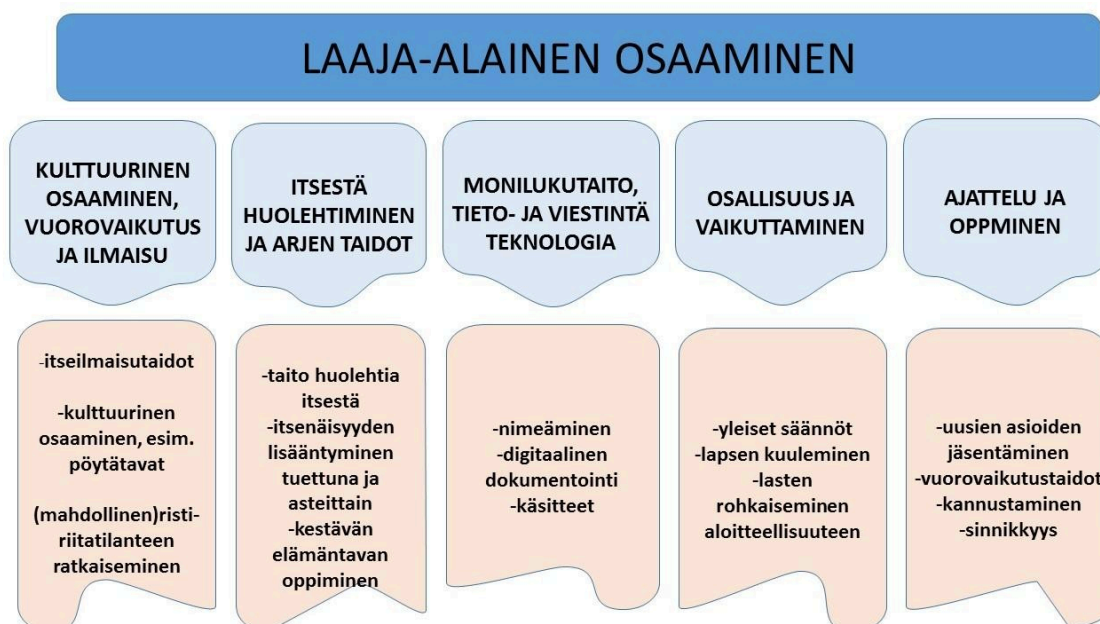 LAAJA-ALAINEN OSAAMINEN
KULTTUURINEN
OSAAMINEN,
VUOROVAIKUTUS
JA ILMAISU
ITSESTÄ
HUOLEHTIMINEN
JA ARJEN TAIDOT
MONILUKUTAITO,
TIETO- JA VIESTINTÄ
TEKNOLOGIA
OSALLISUUS JA
VAIKUTTAMINEN
AJATTELU JA
OPPMINEN
-itseilmaisutaidot
-kulttuurinen
osaaminen, esim.
pöytätavat
(mahdollinen)risti-
riitatilanteen
ratkaiseminen
-taito huolehtia
itsestä
-itsenäisyyden
lisääntyminen
tuettuna ja
asteittain
-kestävän
elämäntavan
oppiminen
-nimeäminen
-digitaalinen
dokumentointi
-käsitteet
-yleiset säännöt
-lapsen kuuleminen
-lasten
rohkaiseminen
aloitteellisuuteen
-uusien asioiden
jäsentäminen
-vuorovaikutustaidot
-kannustaminen
-sinnikkyys